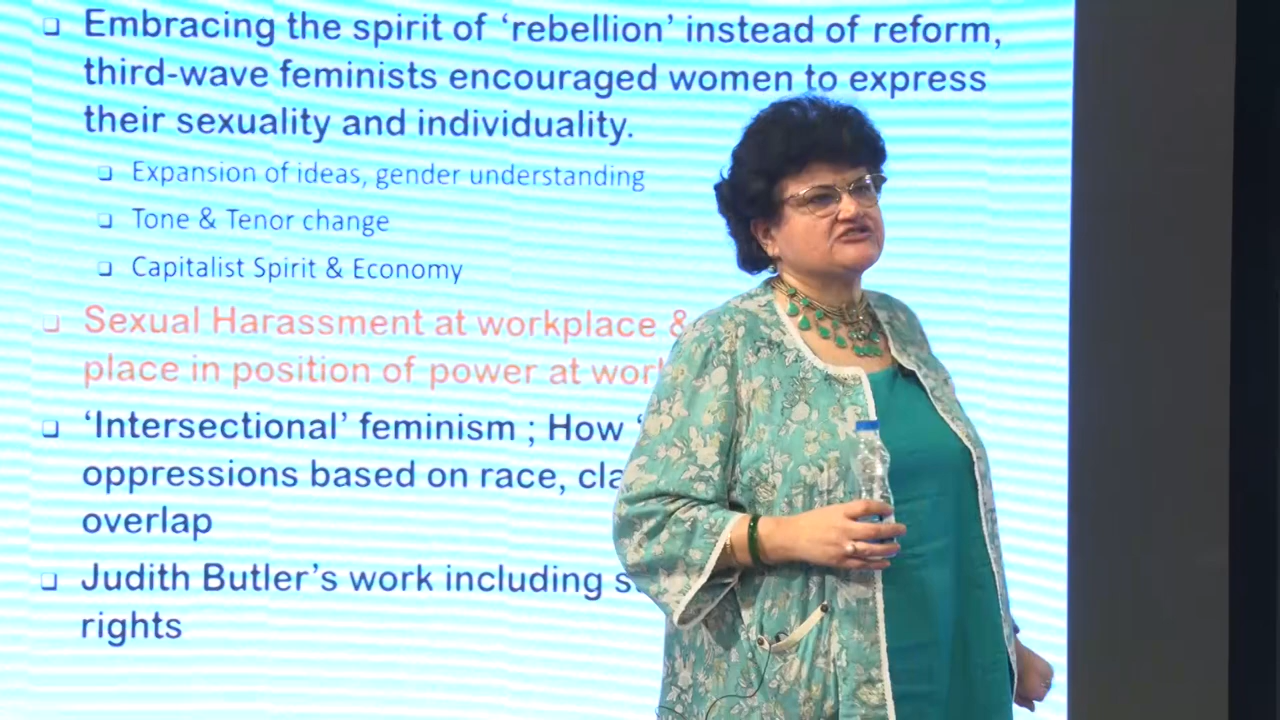 Embracing the spirit of ‘rebellion’ instead of reform,
third-wave feminists encouraged women to express
their sexuality and individuality.
Expansion of ideas, gender understanding
Tone & Tenor change
Capitalist Spirit & Economy
Sexual Harassment at workplace &
place in position of power at
‘Intersectional’ feminism ; How
oppressions based on race,
overlap
Judith Butler’s work including
rights